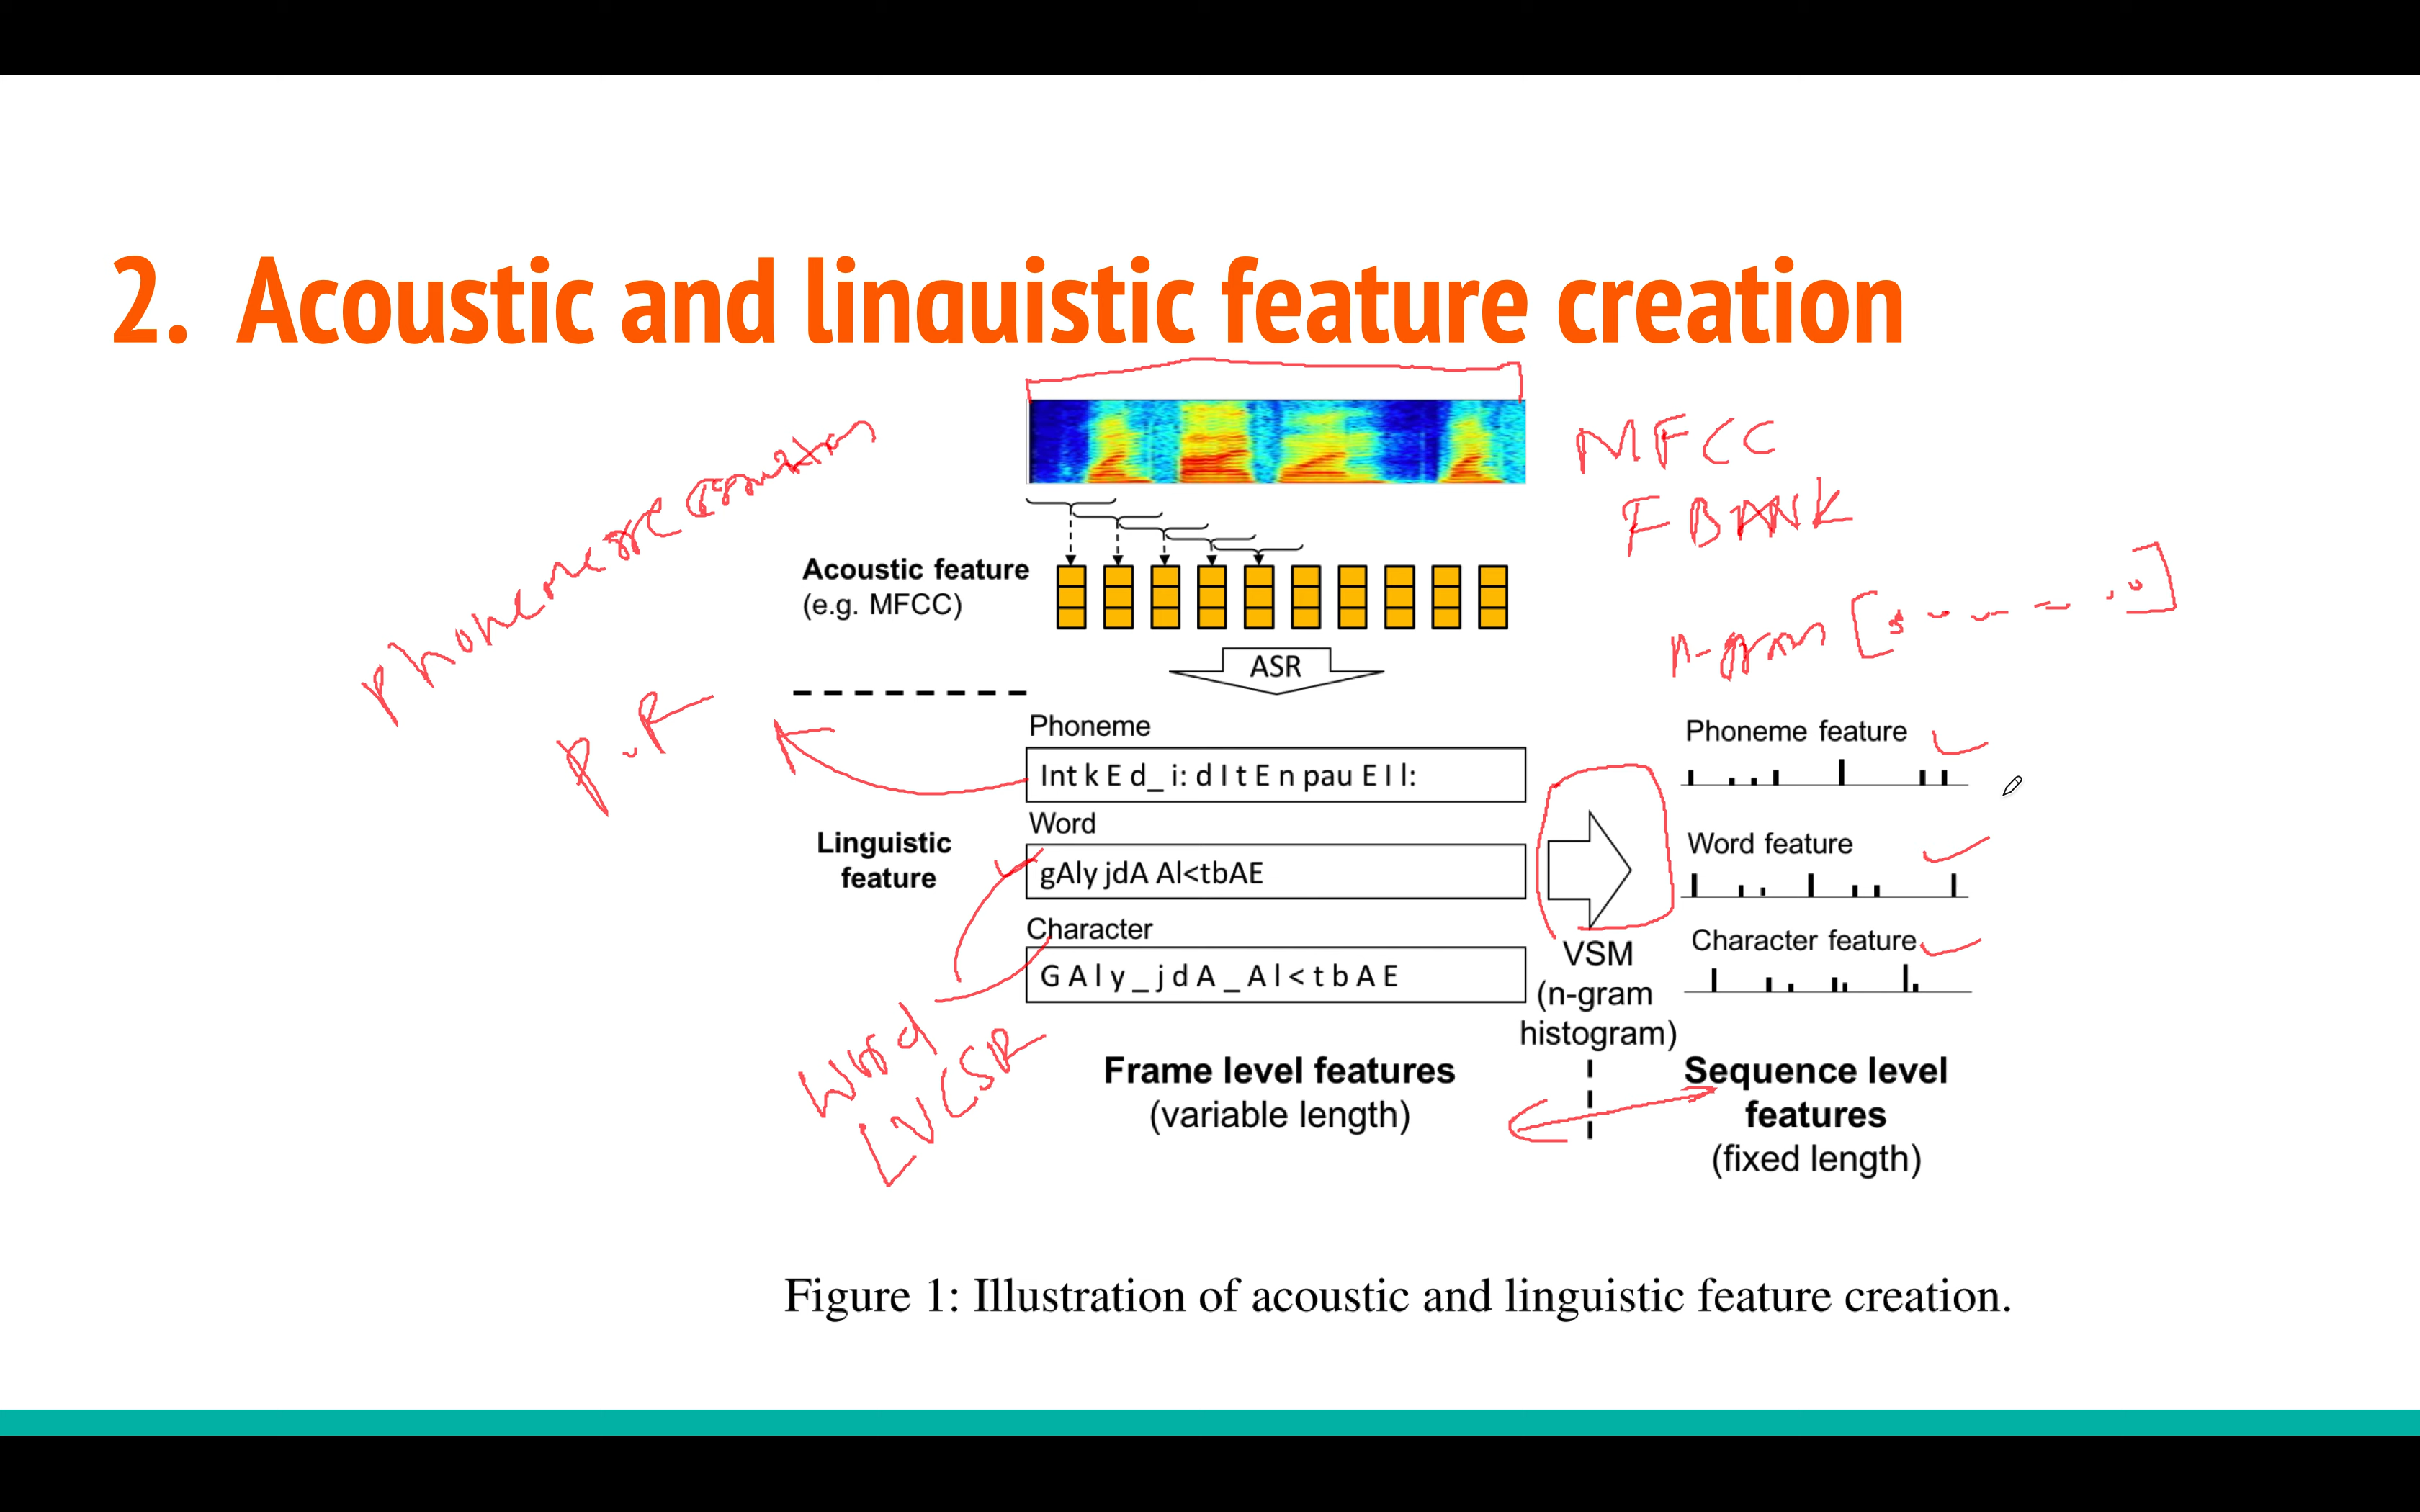 2. Acoustic and linguistic feature creation
MFCC
FBANK
Acoustic feature
(e.g. MFCC)
n-gram
ASR
P.R
Phoneme
Int k E d_ i: d I t E n pau E I l:
Word
gAly jdA Al<tbAE
Character
G A l y _ j d A _ A l < t b A E
Linguistic
feature
VSM
(n-gram
histogram)
Phoneme feature
Word feature
Character feature
Word
LVCSR
Frame level features
(variable length)
Sequence level
features
(fixed length)
Figure 1: Illustration of acoustic and linguistic feature creation.